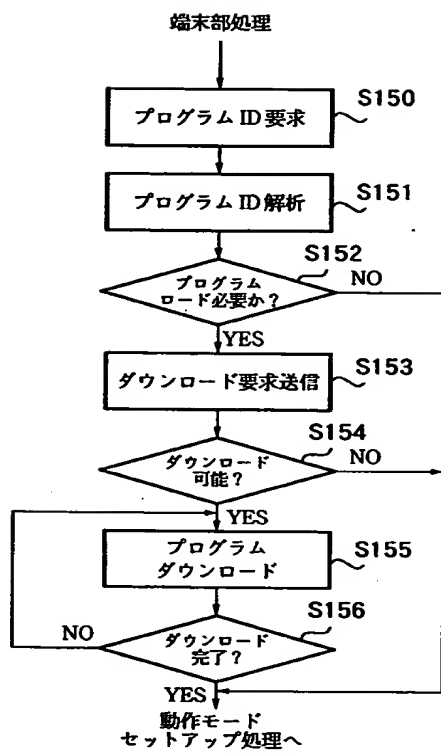 端末部処理
S150
プログラム ID 要求
S151
プログラム ID 解析
S152
プログラム
ロード必要か?
NO
YES
S153
ダウンロード要求送信
S154
ダウンロード
可能?
NO
YES
S155
プログラム
ダウンロード
S156
ダウンロード
完了?
NO
YES
動作モード
セットアップ処理へ